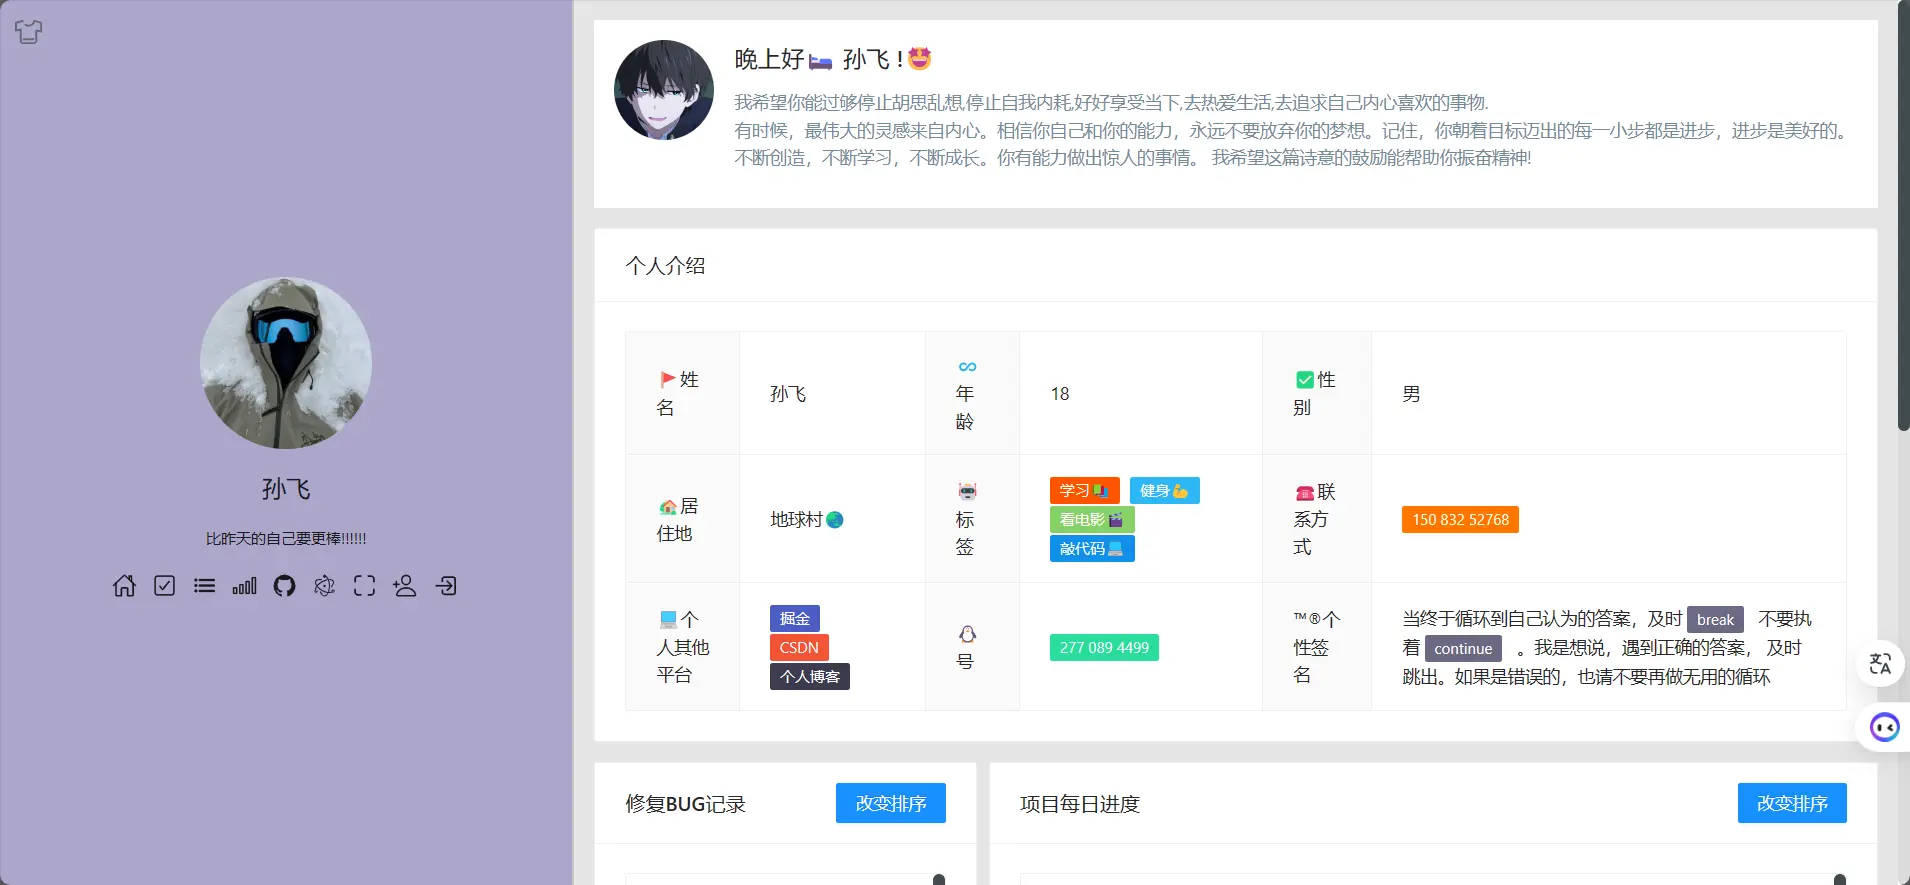 孙飞
比昨天的自己要更棒!!!!!!
晚上好🛏️ 孙飞 !🤩
我希望你能过够停止胡思乱想,停止自我内耗,好好享受当下,去热爱生活,去追求自己内心喜欢的事物.
有时候，最伟大的灵感来自内心。相信你自己和你的能力，永远不要放弃你的梦想。记住，你朝着目标迈出的每一小步都是进步，进步是美好的。
不断创造，不断学习，不断成长。你有能力做出惊人的事情。 我希望这篇诗意的鼓励能帮助你振奋精神!
个人介绍
🚩姓
名
孙飞
♾
年
龄
18
✅性
别
男
🏠居
住地
地球村🌏
🤖
标
签
学习📚 健身💪
看电影🎬
敲代码💻
☎️联
系方
式
150 832 52768
💻个
人其他
平台
掘金
CSDN
个人博客
🐧
号
277 089 4499
™®个
性签
名
当终于循环到自己认为的答案，及时 break 不要执
着 continue 。我是想说，遇到正确的答案， 及时
跳出。如果是错误的，也请不要再做无用的循环
修复BUG记录
改变排序
项目每日进度
改变排序